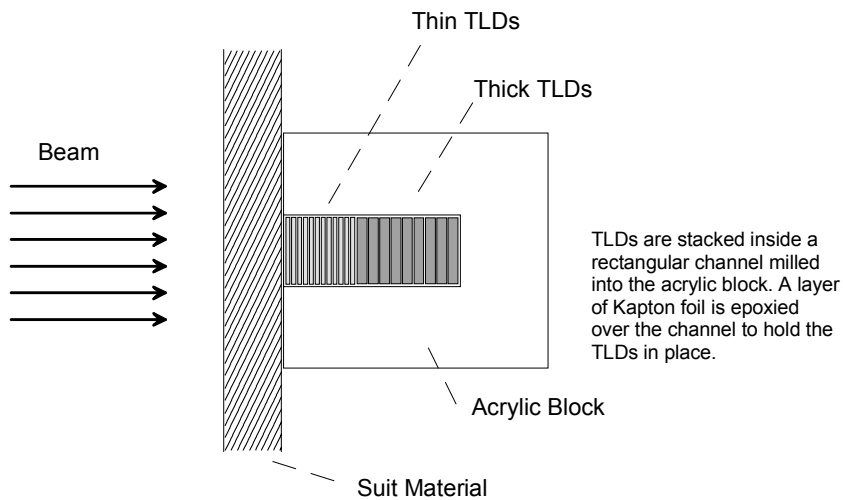 Thin TLDs
Thick TLDs
Beam
TLDs are stacked inside a
rectangular channel milled
into the acrylic block. A layer
of Kapton foil is epoxied
over the channel to hold the
TLDs in place.
Acrylic Block
Suit Material